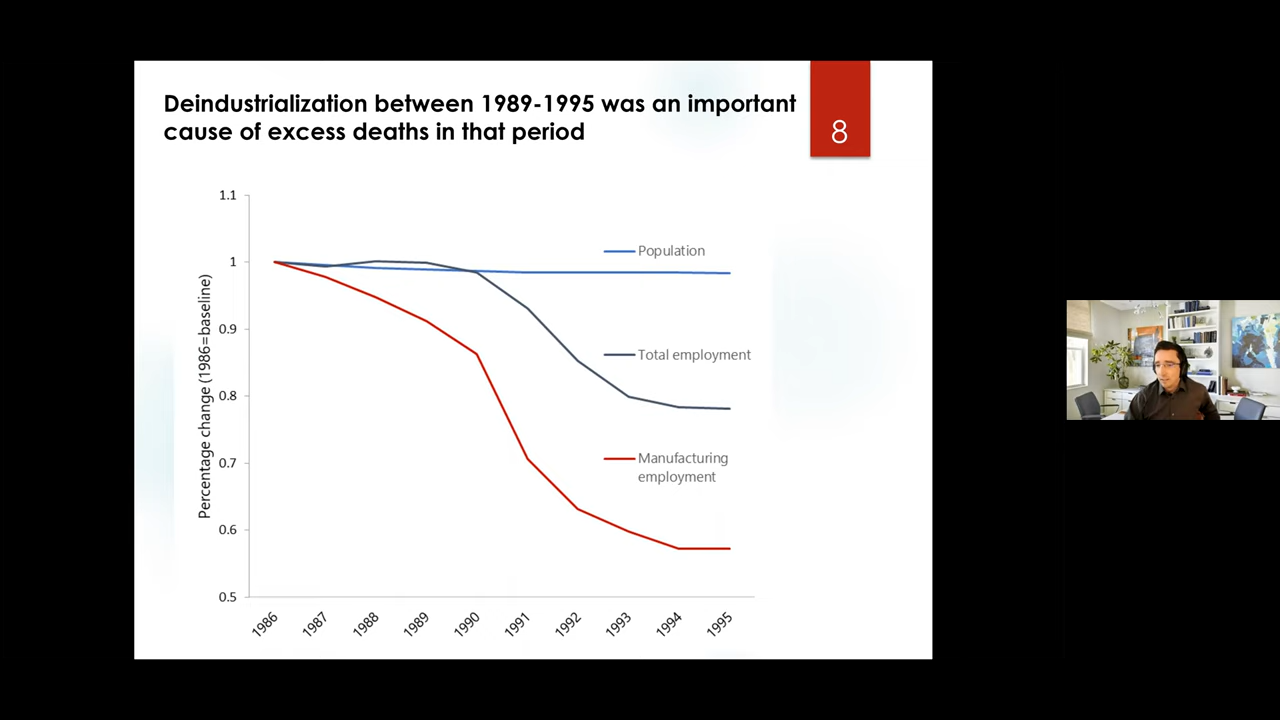 Deindustrialization between 1989-1995 was an important
cause of excess deaths in that period
8
Percentage change (1986=baseline)
1.1
1
0.9
0.8
0.7
0.6
0.5
Population
Total employment
Manufacturing
employment
1986
1987
1988
1989
1990
1991
1992
1993
1994
1995